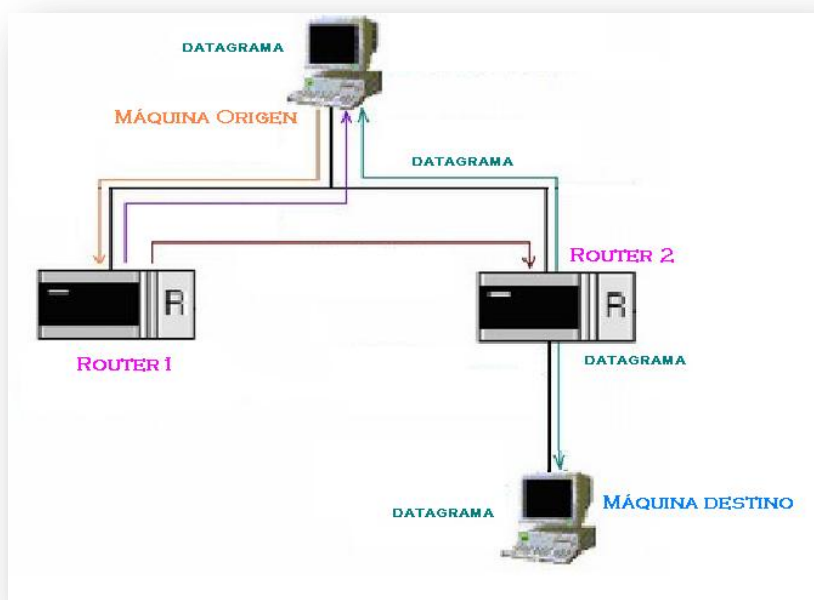 DATAGRAMA
MÁQUINA ORIGEN
DATAGRAMA
ROUTER 2
R
R
ROUTER 1
DATAGRAMA
MÁQUINA DESTINO
DATAGRAMA